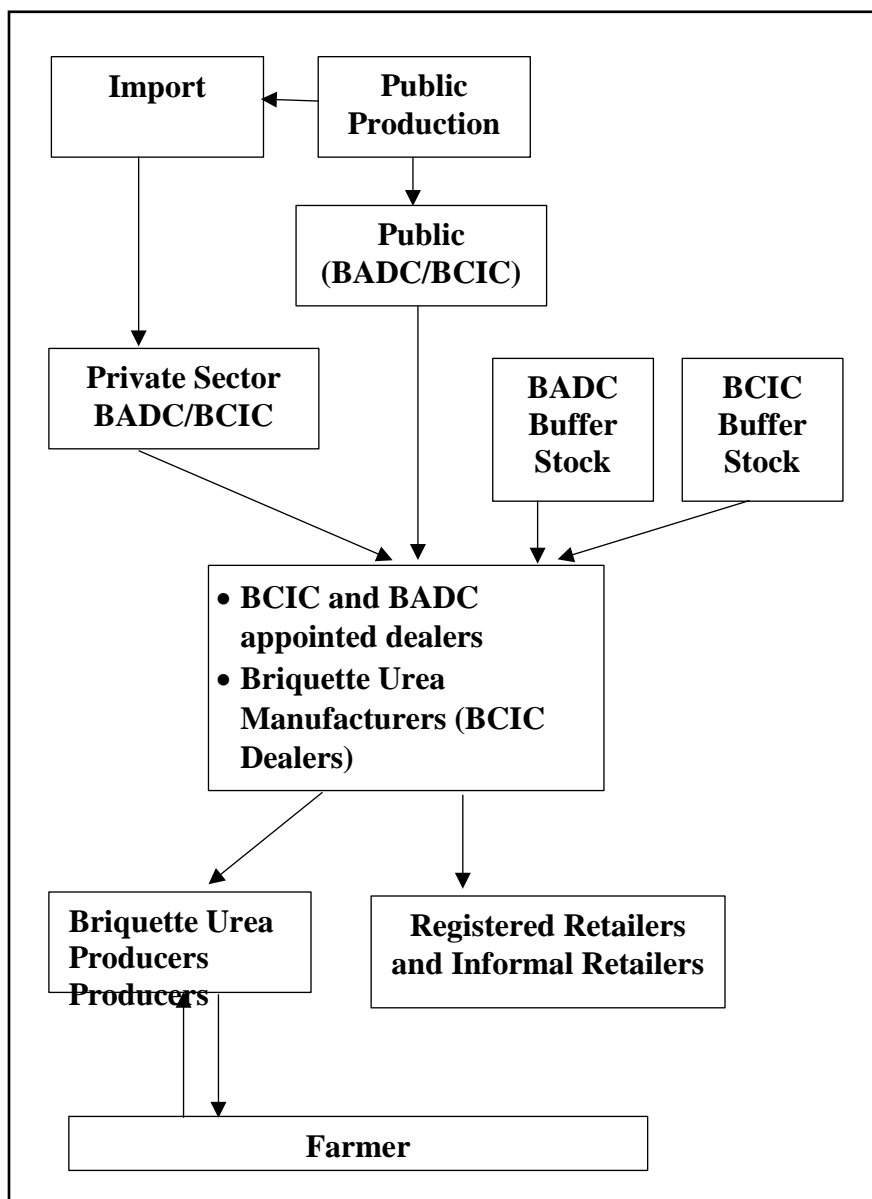 Import
Public
Production
Public
(BADC/BCIC)
Private Sector
BADC/BCIC
BADC
Buffer
Stock
BCIC
Buffer
Stock
• BCIC and BADC
appointed dealers
• Briquette Urea
Manufacturers (BCIC
Dealers)
Briquette Urea
Producers
Producers
Registered Retailers
and Informal Retailers
Farmer